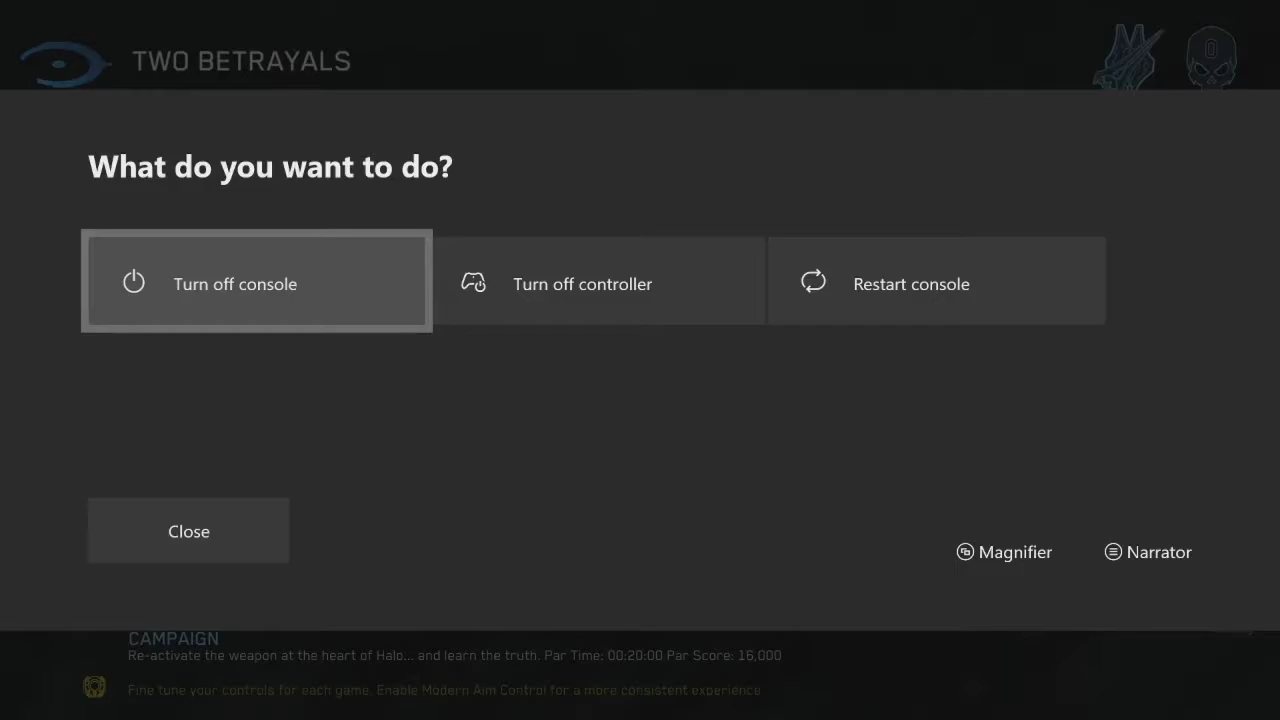 TWO BETRAYALS
0
What do you want to do?
Turn off console
Turn off controller
Restart console
Close
Magnifier
Narrator
CAMPAIGN
Re-activate the weapon at the heart of Halo... and learn the truth. Par Time: 00:20:00 Par Score: 15,000
Fine tune your controls for each game. Enable Modern Aim Control for a more consistent experience.